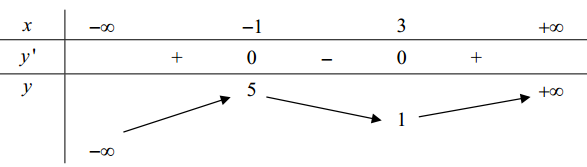 x −∞ −1 3 +∞
y' + 0 − 0 +
y 5 +∞
1
−∞